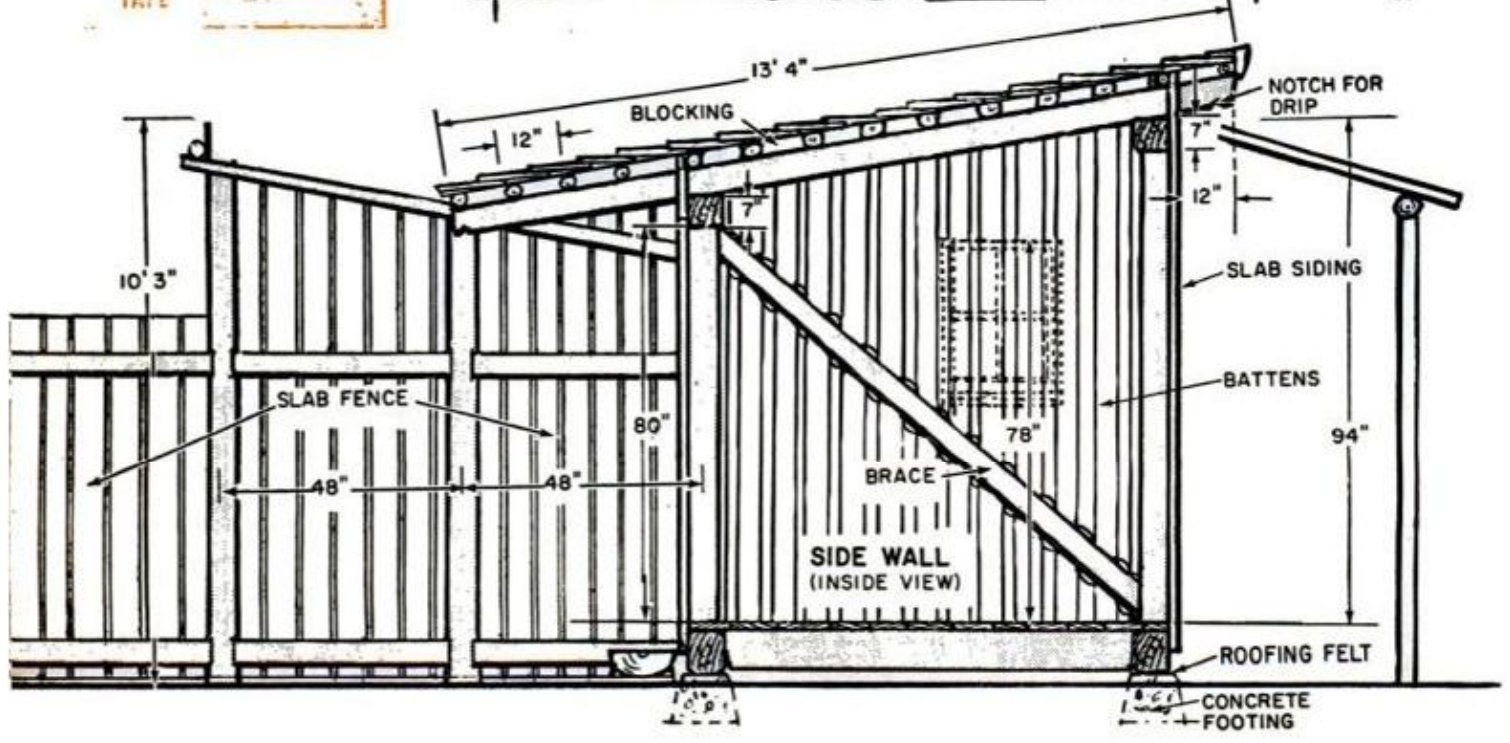 13' 4"
NOTCH FOR
DRIP
BLOCKING
12"
7"
7"
12"
10' 3"
SLAB SIDING
SLAB FENCE
BATTENS
80"
78"
94"
48"
48"
BRACE
SIDE WALL
(INSIDE VIEW)
ROOFING FELT
CONCRETE
FOOTING